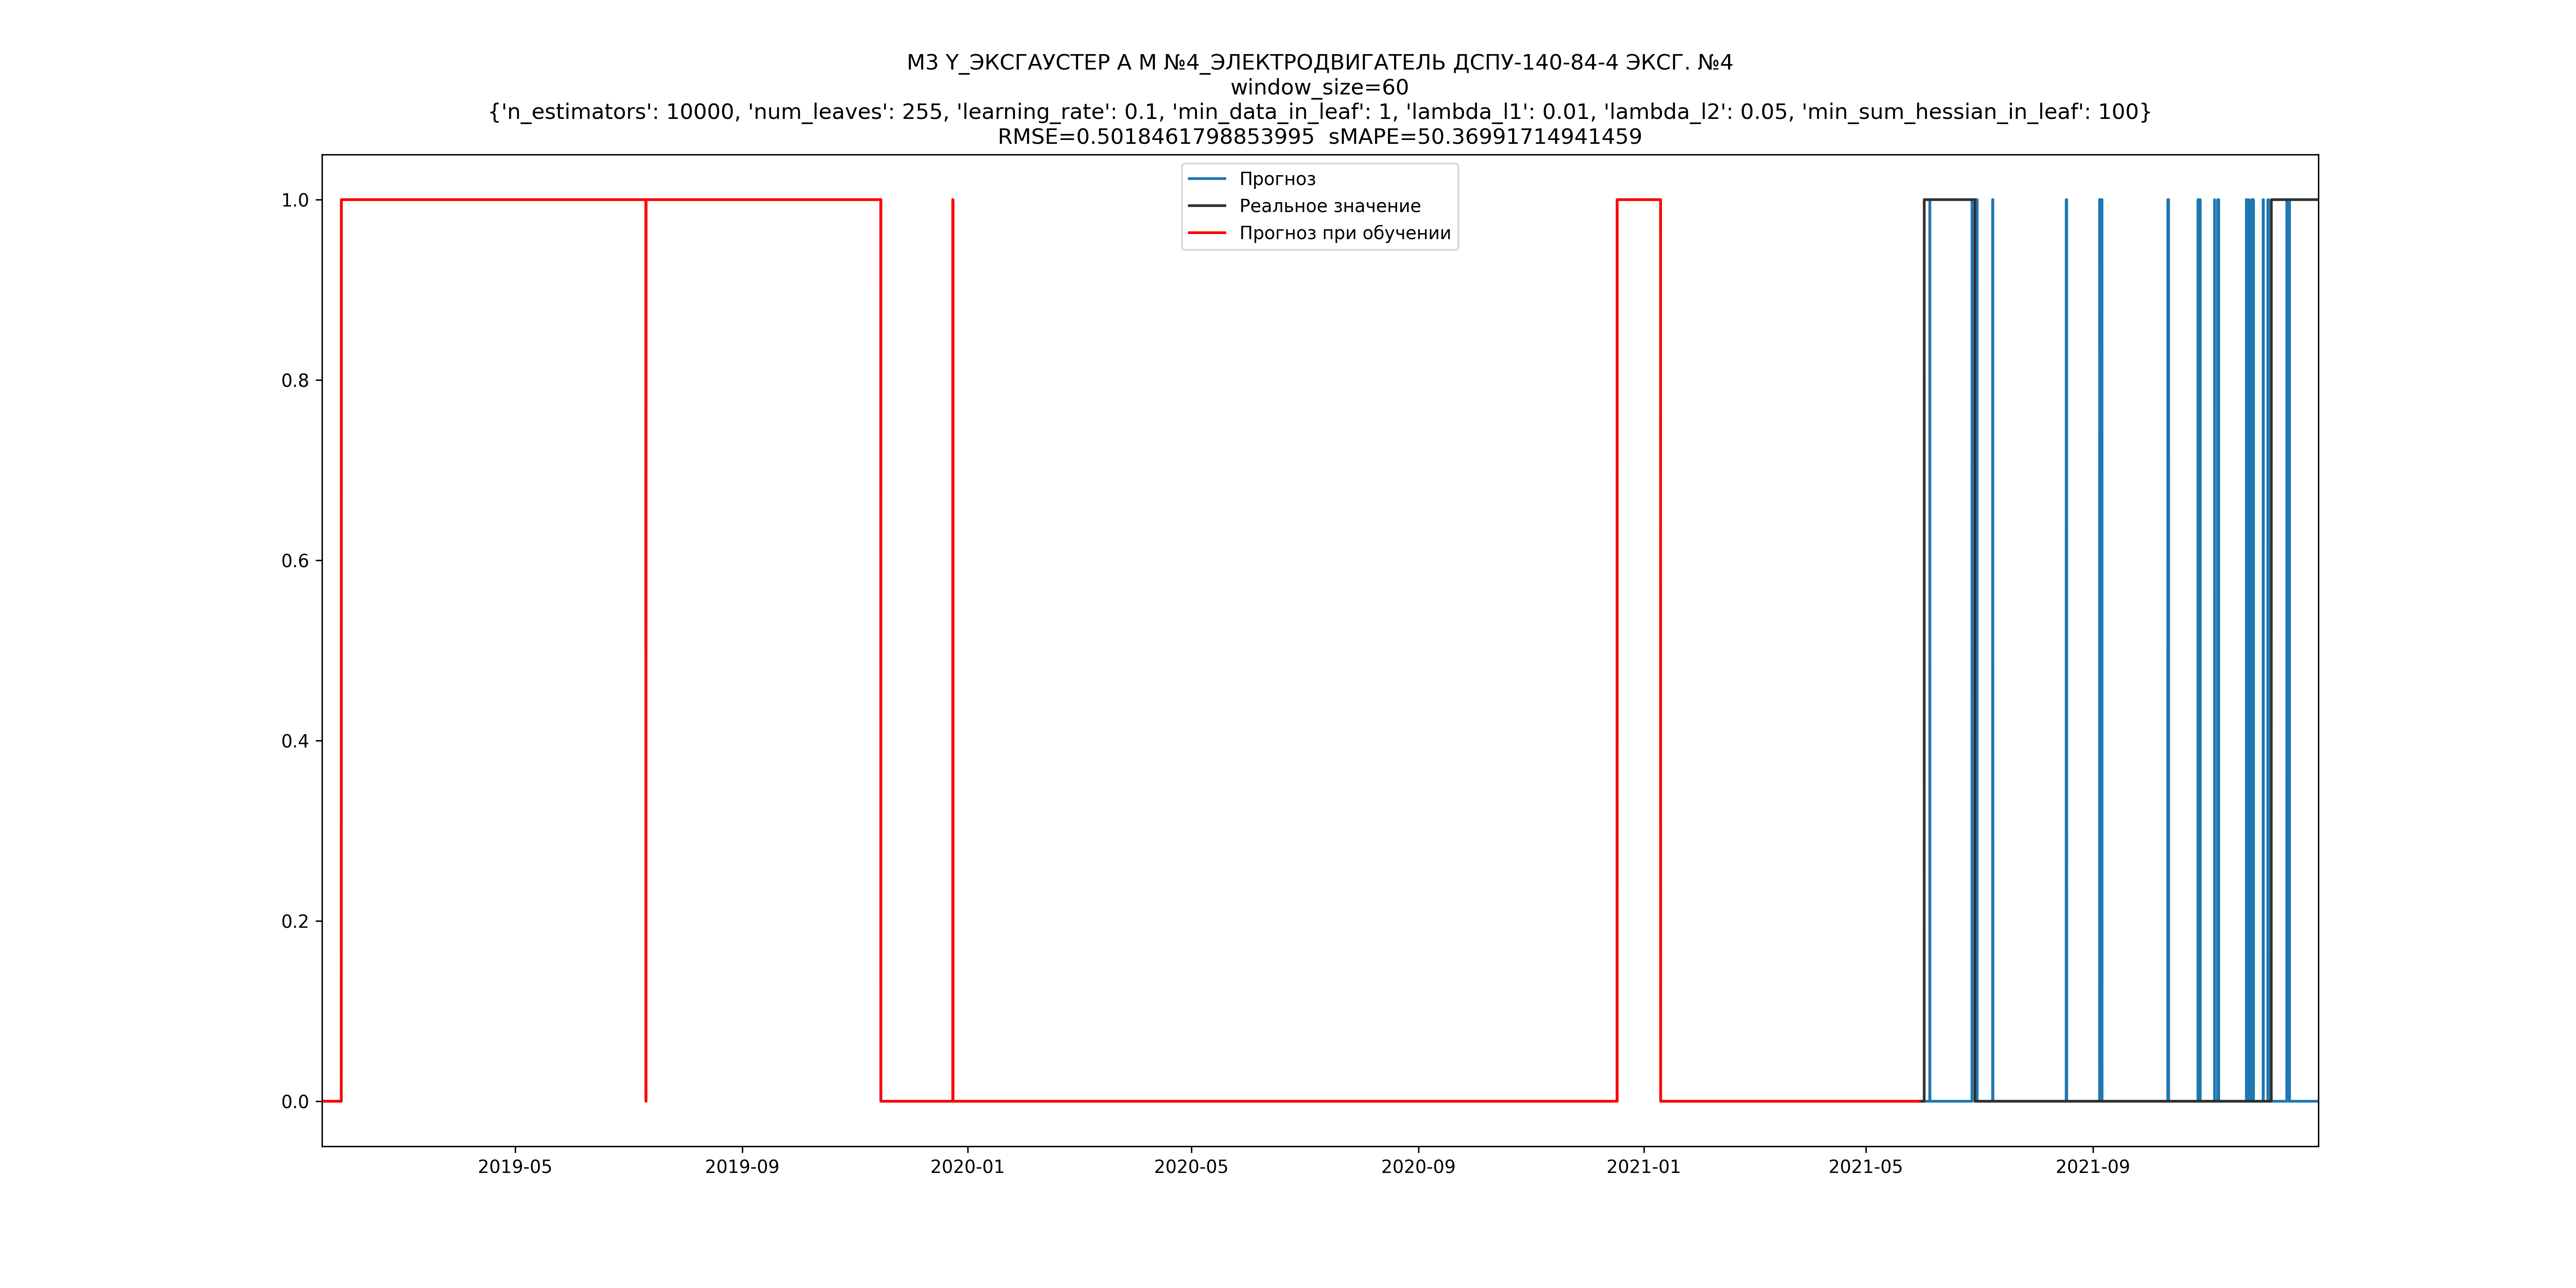 М3 Y_ЭКСГАУСТЕР А М №4_ЭЛЕКТРОДВИГАТЕЛЬ ДСПУ-140-84-4 ЭКСГ. №4
window_size=60
{'n_estimators': 10000, 'num_leaves': 255, 'learning_rate': 0.1, 'min_data_in_leaf': 1, 'lambda_l1': 0.01, 'lambda_l2': 0.05, 'min_sum_hessian_in_leaf': 100}
RMSE=0.5018461798853995  sMAPE=50.36991714941459
Прогноз
Реальное значение
Прогноз при обучении
1.0
0.8
0.6
0.4
0.2
0.0
2019-05
2019-09
2020-01
2020-05
2020-09
2021-01
2021-05
2021-09